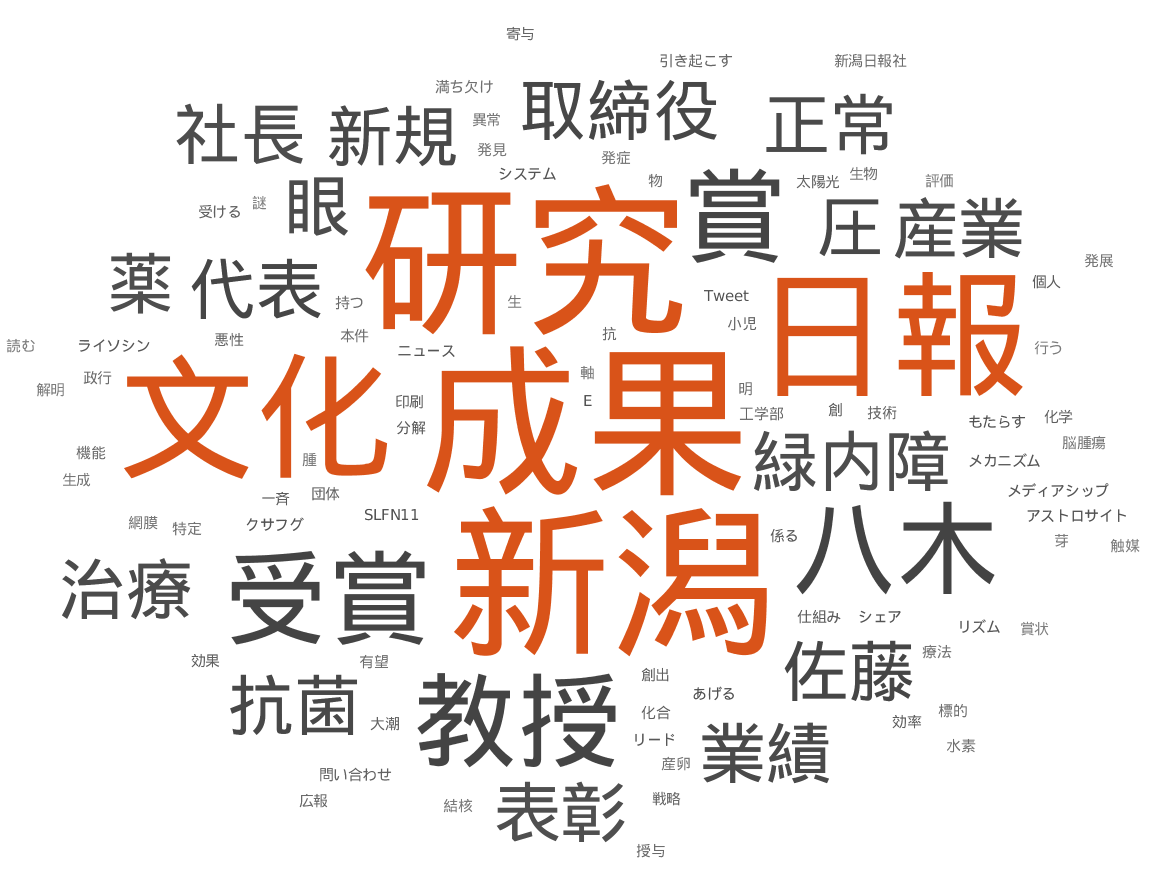 寄与
引き起こす
新潟日報社
満ち欠け
取締役
正常
社長
新規
異常
発見
発症
システム
物
賞
太陽光
生物
評価
受ける
謎
眼
研究
圧
産業
薬
代表
持つ
生
Tweet
小児
日報
発展
個人
読む
ライソシン
悪性
本件
ニュース
抗
行う
解明
政行
文化
印刷
分解
成果
軸
E
明
工学部
創
技術
もたらす
化学
脳腫瘍
機能
生成
腫
緑内障
メカニズム
一斉
団体
メディアシップ
網膜
特定
クサフグ
SLFN11
新潟
係る
八木
アストロサイト
芽
触媒
治療
受賞
仕組み
シェア
リズム
賞状
効果
有望
佐藤
療法
抗菌
大潮
教授
創出
あげる
化合
リード
産卵
業績
効率
標的
水素
問い合わせ
広報
結核
表彰
戦略
授与